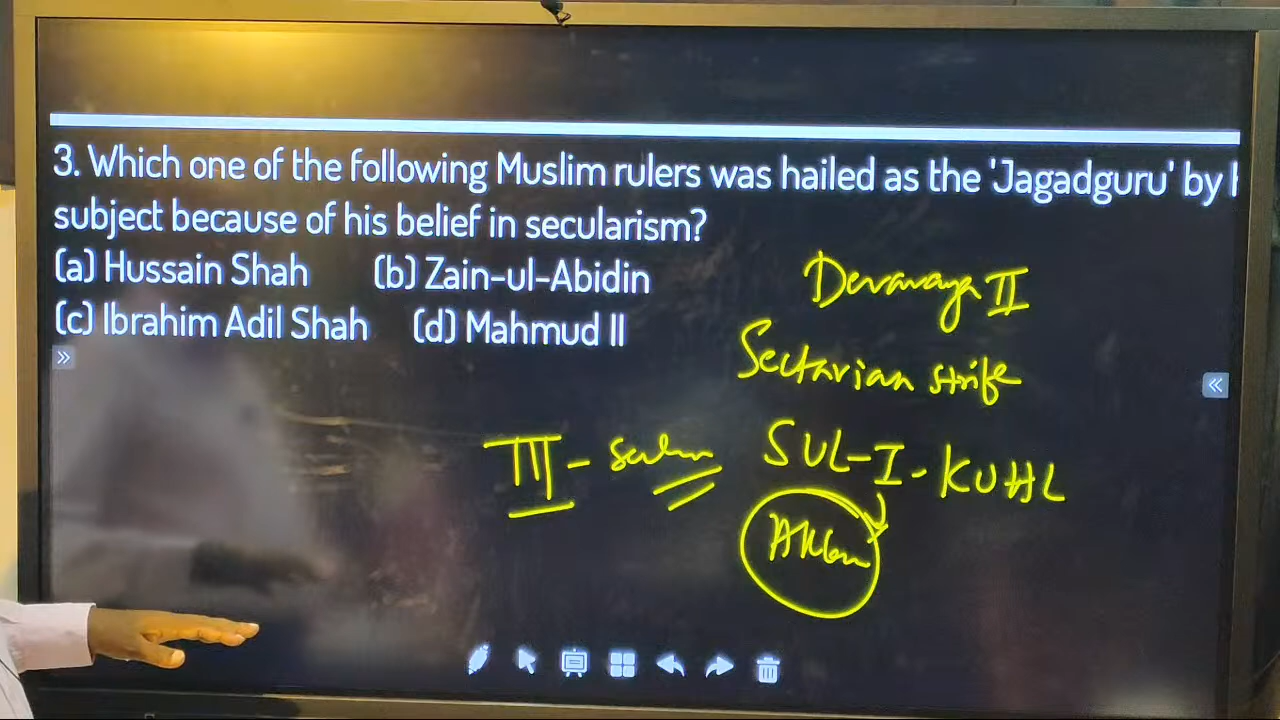 3. Which one of the following Muslim rulers was hailed as the 'Jagadguru' by
subject because of his belief in secularism?
(a) Hussain Shah (b) Zain-ul-Abidin
(c) Ibrahim Adil Shah (d) Mahmud II
Devaraya II
Sectarian strife
III - SUL-I-KUHL